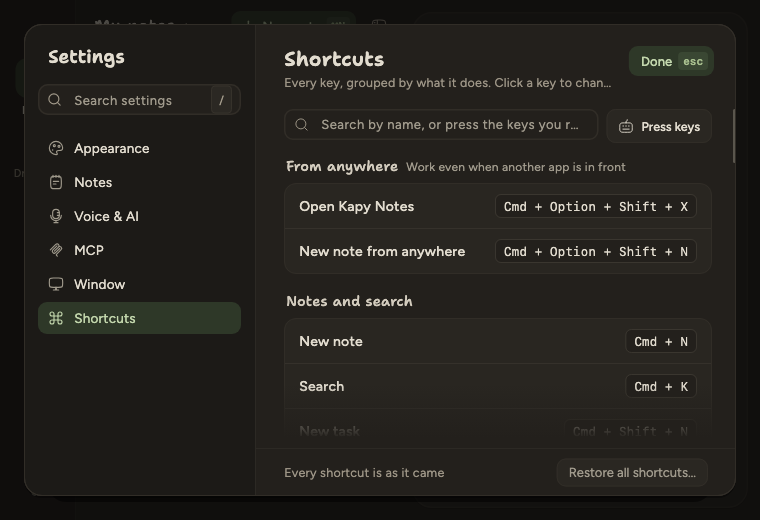 My notes
Settings
Search settings /
Appearance
Notes
Voice & AI
MCP
Window
Shortcuts
Shortcuts
Done esc
Every key, grouped by what it does. Click a key to chan...
Search by name, or press the keys you r...
Press keys
From anywhere Work even when another app is in front
Open Kapy Notes Cmd + Option + Shift + X
New note from anywhere Cmd + Option + Shift + N
Notes and search
New note Cmd + N
Search Cmd + K
New task Cmd + Shift + N
Every shortcut is as it came
Restore all shortcuts...